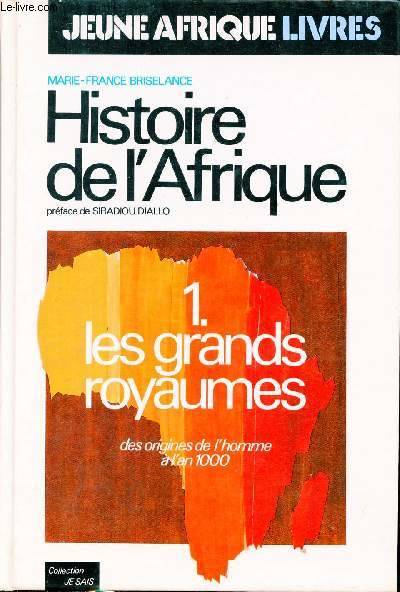 Le-livre.com
JEUNE AFRIQUE LIVRES
MARIE-FRANCE BRISELANCE
Histoire
de l'Afrique
préface de SIRADIOU DIALLO
1.
les grands
royaumes
des origines de l'homme
à l'an 1000
Collection
JE SAIS